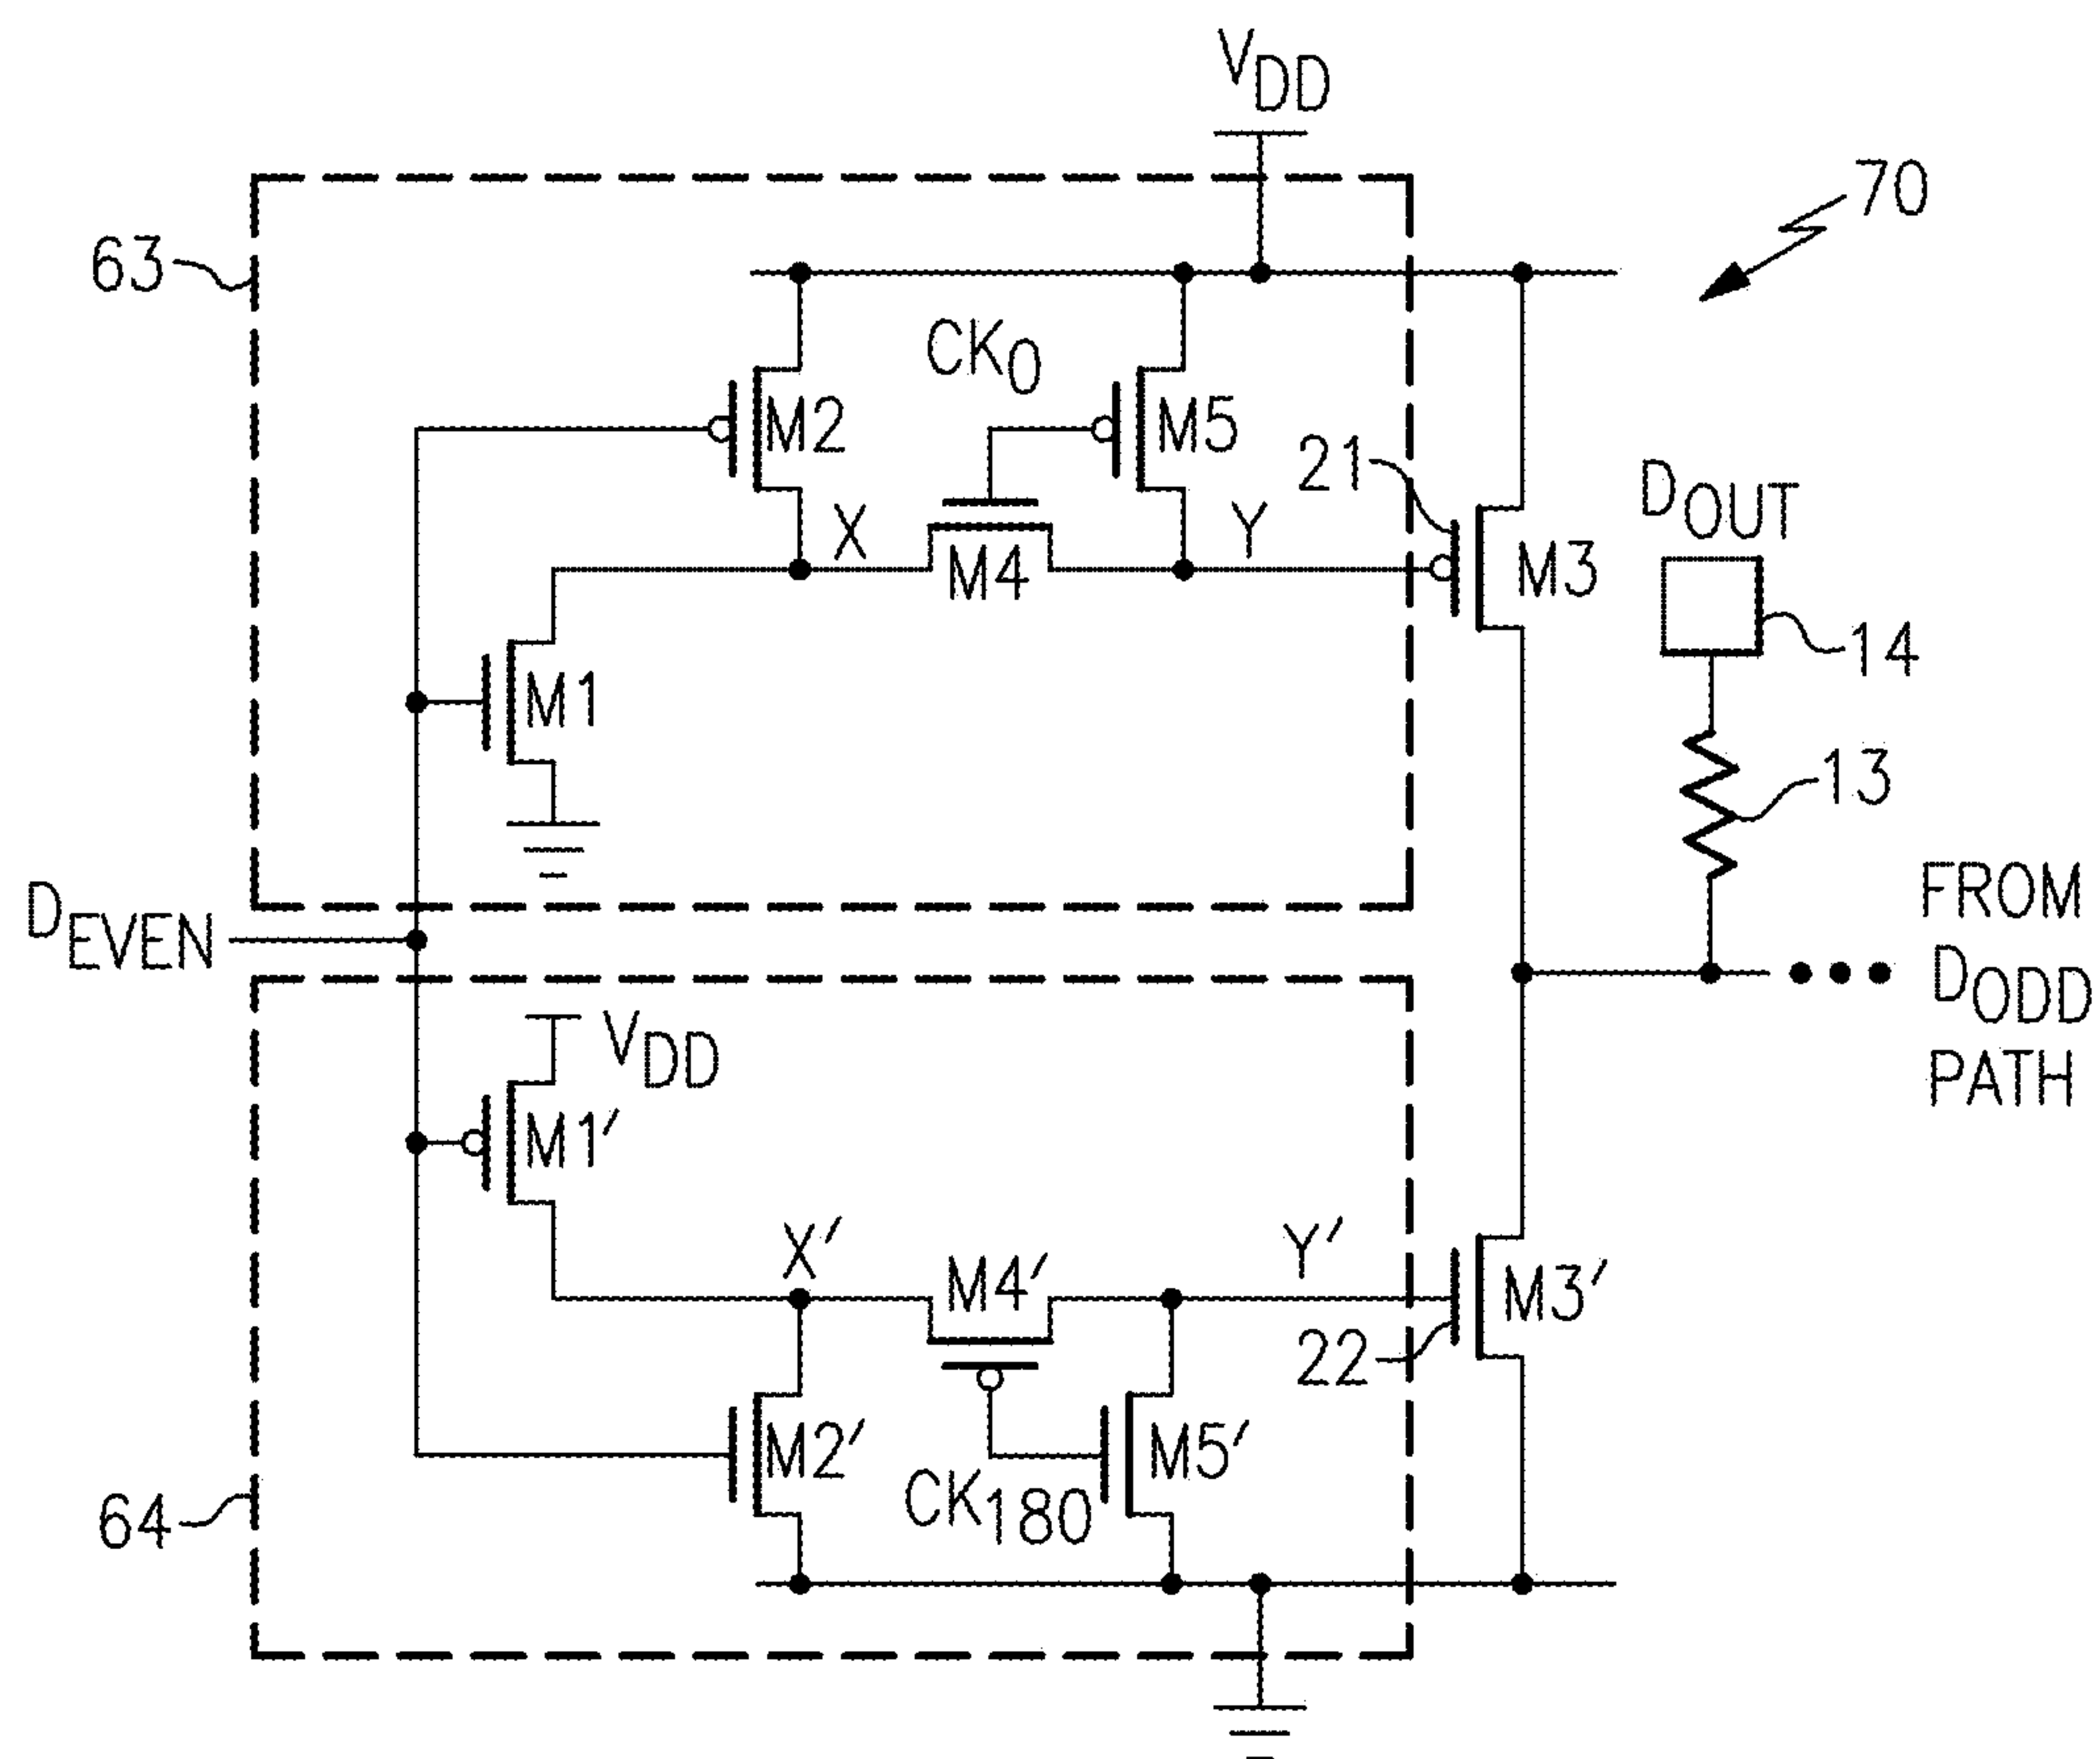 VDD
70
63
CK0
M2
M5
21
DOUT
X
Y
M4
M3
14
M1
13
FROM
DEVEN
DODD
VDD
PATH
M1'
X'
M4'
Y'
M3'
22
M2'
M5'
CK180
64